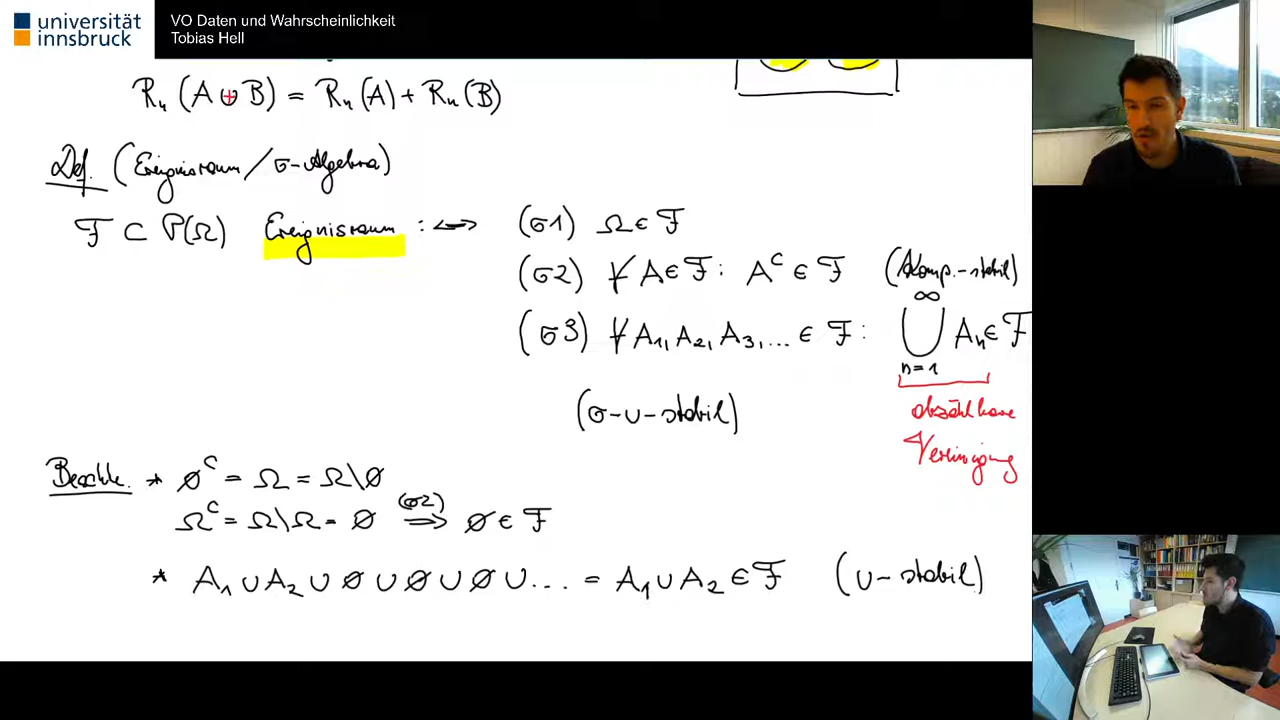 universität
innsbruck
VO Daten und Wahrscheinlichkeit
Tobias Hell
Rₙ(A ⊎ B) = Rₙ(A) + Rₙ(B)
Def. (Ereignisraum/σ-Algebra)
F ⊂ P(Ω) Ereignisraum :⟺ (σ1) Ω ∈ F
(σ2) ∀ A ∈ F: Aᶜ ∈ F (Komp.-stabil)
(σ3) ∀ A₁, A₂, A₃, ... ∈ F: ⋃ₙ₌₁^∞ Aₙ ∈ F
abzählbare
Vereinigung
(σ-∪-stabil)
Beachte. * ∅ᶜ = Ω = Ω\∅
Ωᶜ = Ω\Ω = ∅ ⟹(σ2) ∅ ∈ F
* A₁ ∪ A₂ ∪ ∅ ∪ ∅ ∪ ∅ ∪ ... = A₁ ∪ A₂ ∈ F (∪-stabil)